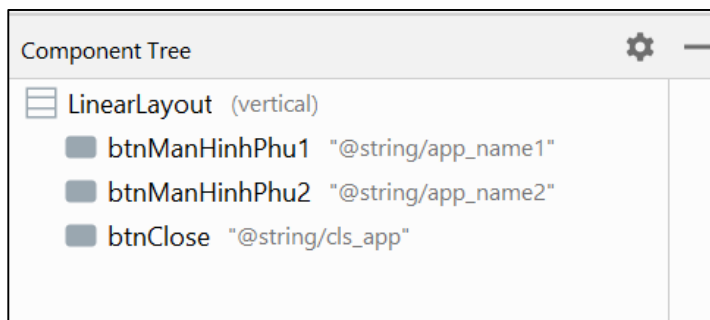 Component Tree
LinearLayout (vertical)
btnManHinhPhu1 "@string/app_name1"
btnManHinhPhu2 "@string/app_name2"
btnClose "@string/cls_app"